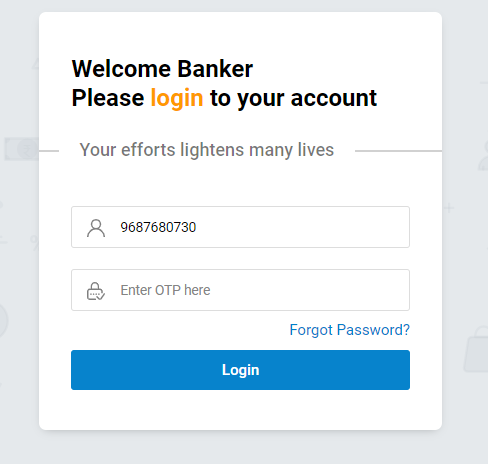 Welcome Banker
Please login to your account
Your efforts lightens many lives
9687680730
Enter OTP here
Forgot Password?
Login